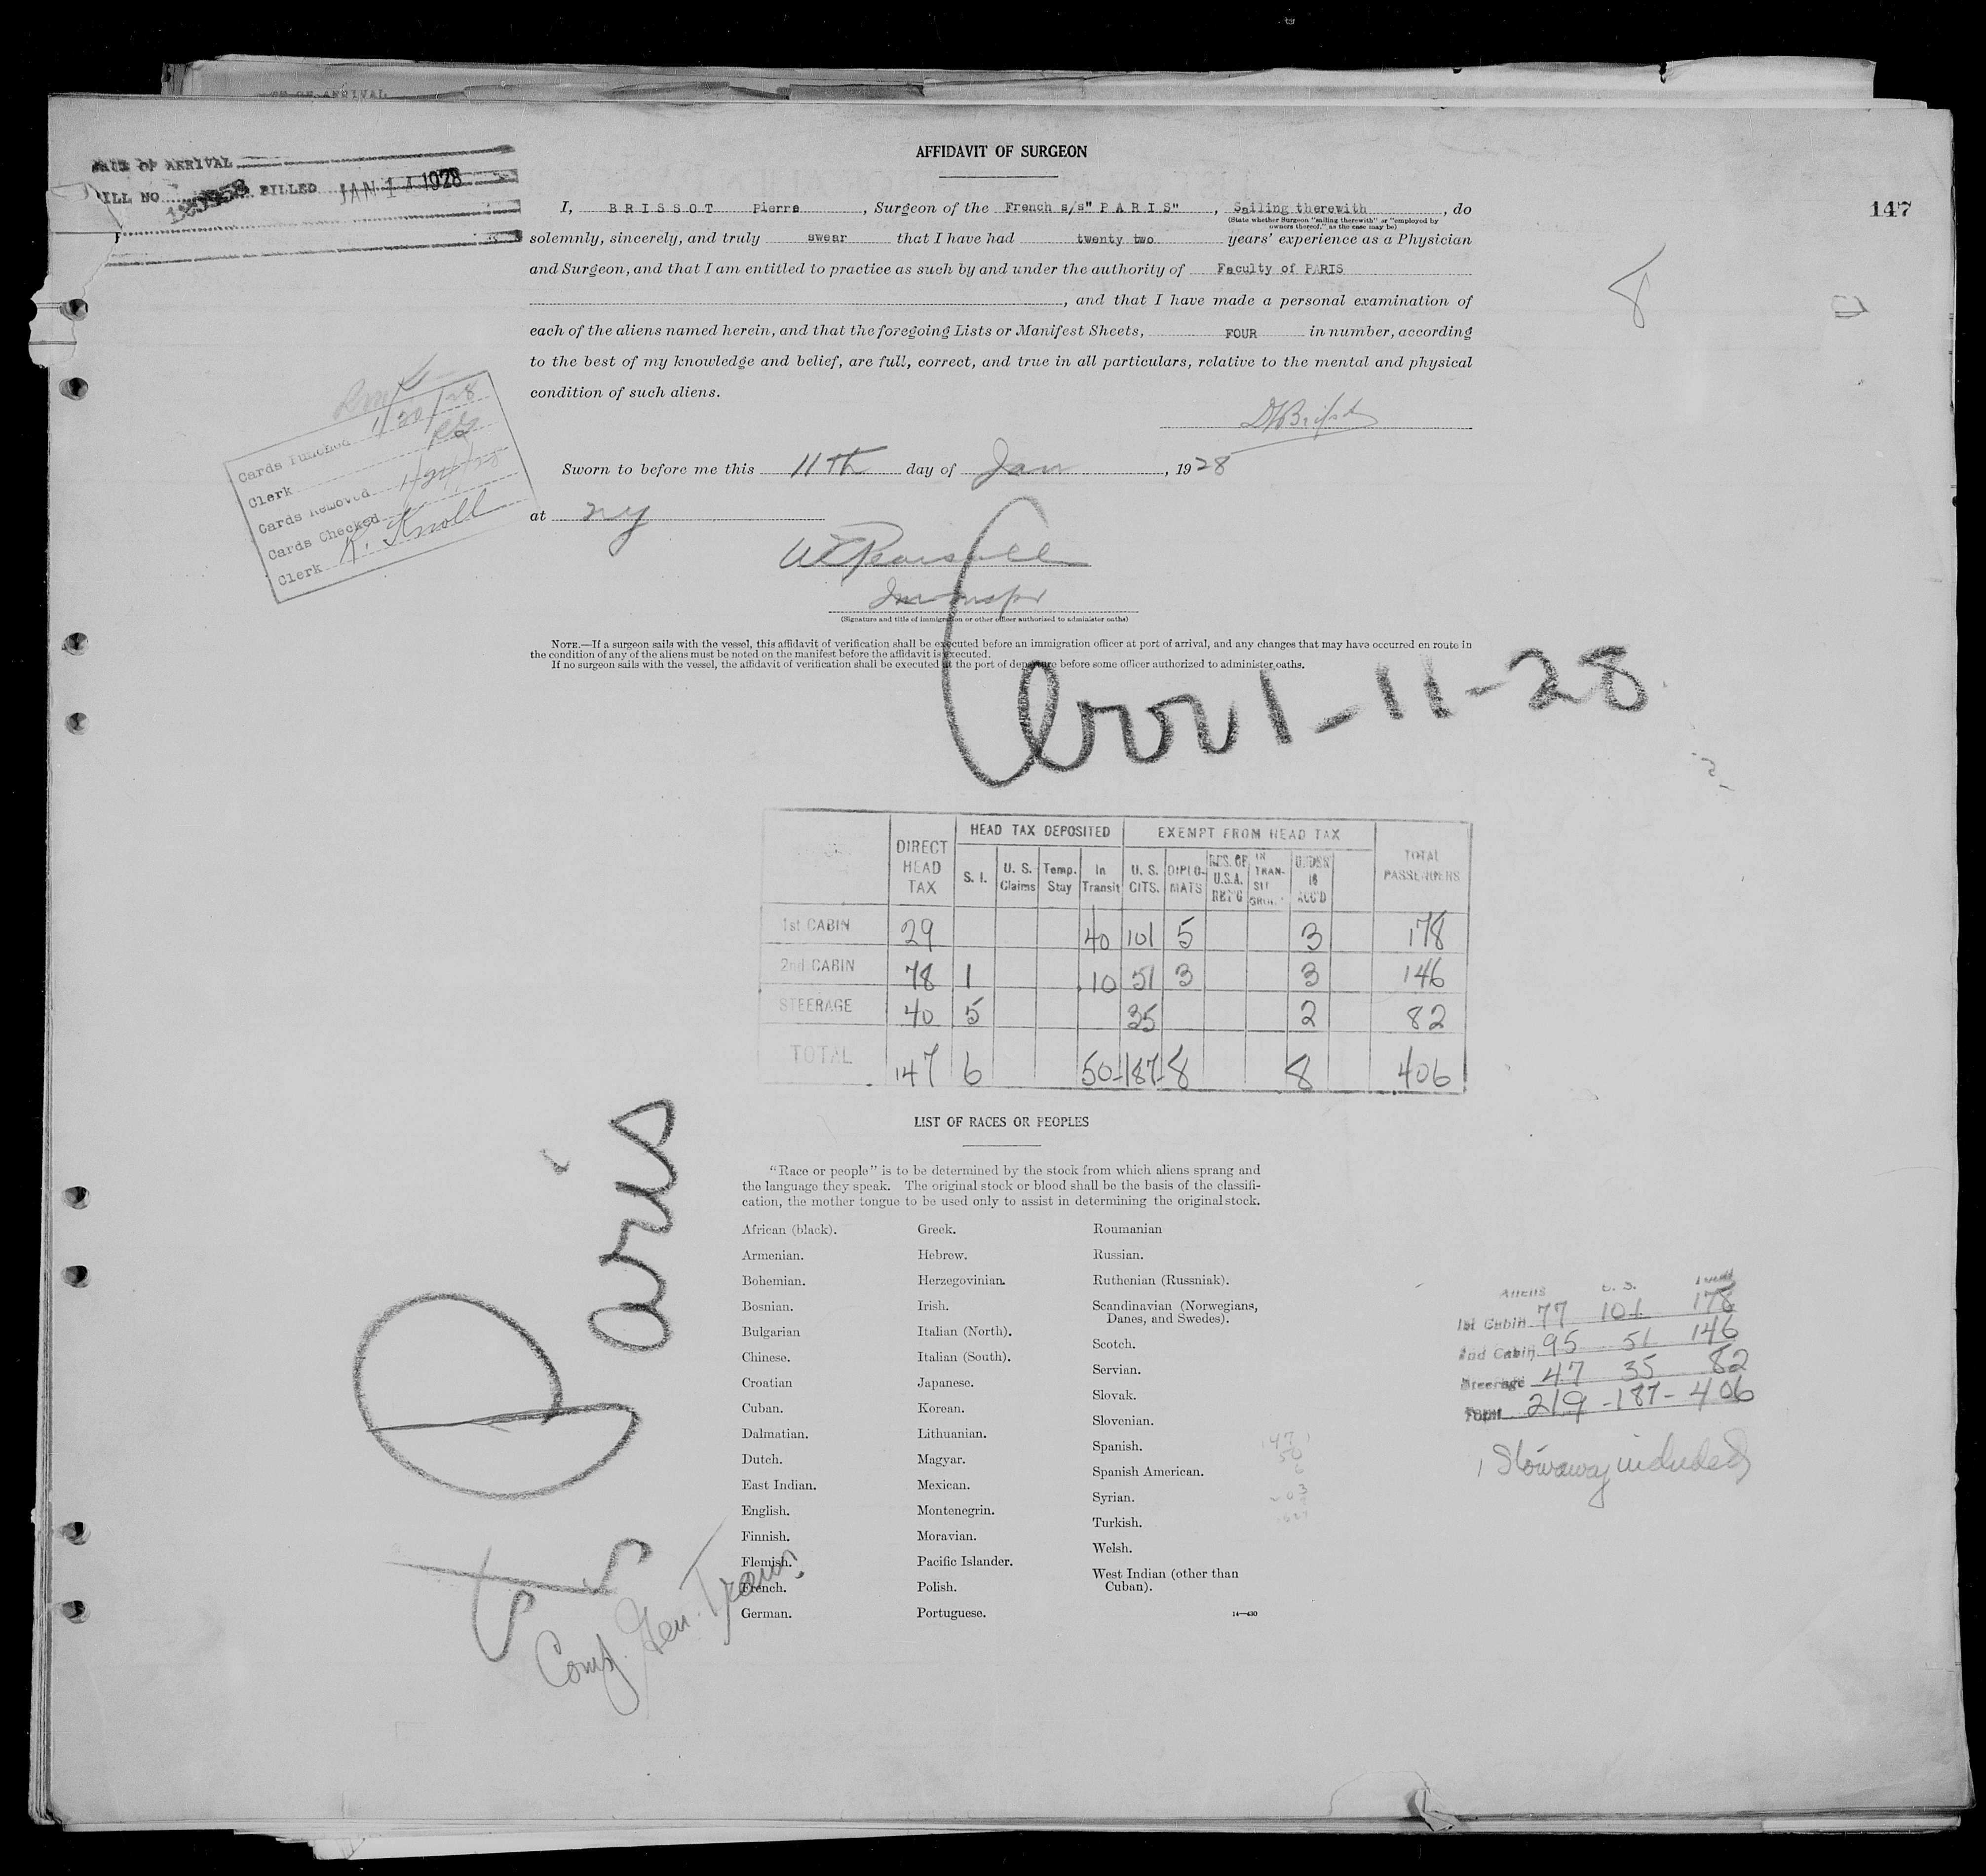 AFFIDAVIT OF SURGEON
DATE OF ARRIVAL
BILL NO. BILLED JAN 1 4 1928
147
I, BRISSOT Pierre, Surgeon of the French s/s" PARIS", Sailing therewith, do
(State whether Surgeon "sailing therewith" or "employed by
owners thereof," as the case may be)
solemnly, sincerely, and truly swear that I have had twenty two years' experience as a Physician
and Surgeon, and that I am entitled to practice as such by and under the authority of Faculty of PARIS
, and that I have made a personal examination of
8
each of the aliens named herein, and that the foregoing Lists or Manifest Sheets, FOUR in number, according
to the best of my knowledge and belief, are full, correct, and true in all particulars, relative to the mental and physical
condition of such aliens.
Cards Punched 1/20/28
Clerk
Cards Removed 1/24/28
Cards Checked
Clerk R. Knoll
Sworn to before me this 11th day of Jan, 1928
at NY
(Signature and title of immigration or other officer authorized to administer oaths)
NOTE.—If a surgeon sails with the vessel, this affidavit of verification shall be executed before an immigration officer at port of arrival, and any changes that may have occurred en route in
the condition of any of the aliens must be noted on the manifest before the affidavit is executed.
If no surgeon sails with the vessel, the affidavit of verification shall be executed at the port of departure before some officer authorized to administer oaths.
1-11-28
DIRECT HEAD TAX HEAD TAX DEPOSITED EXEMPT FROM HEAD TAX TOTAL PASSENGERS
S. I. U. S. Claims Temp. Stay In Transit U. S. CITS. DIPLO-MATS RES. OF U.S.A. RET'G IN TRAN-SIT UNDER 16 ACC'D
1st CABIN 29 40 101 5 3 178
2nd CABIN 78 1 10 51 3 3 146
STEERAGE 40 5 35 2 82
TOTAL 147 6 50-187-8 8 406
LIST OF RACES OR PEOPLES
"Race or people" is to be determined by the stock from which aliens sprang and
the language they speak. The original stock or blood shall be the basis of the classifi-
cation, the mother tongue to be used only to assist in determining the original stock.
African (black).
Armenian.
Bohemian.
Bosnian.
Bulgarian
Chinese.
Croatian
Cuban.
Dalmatian.
Dutch.
East Indian.
English.
Finnish.
Flemish.
French.
German.
Greek.
Hebrew.
Herzegovinian.
Irish.
Italian (North).
Italian (South).
Japanese.
Korean.
Lithuanian.
Magyar.
Mexican.
Montenegrin.
Moravian.
Pacific Islander.
Polish.
Portuguese.
Roumanian
Russian.
Ruthenian (Russniak).
Scandinavian (Norwegians,
Danes, and Swedes).
Scotch.
Servian.
Slovak.
Slovenian.
Spanish.
Spanish American.
Syrian.
Turkish.
Welsh.
West Indian (other than
Cuban).
14—430
Aliens U. S. Total
1st Cabin 77 101 178
2nd Cabin 95 51 146
Steerage 47 35 82
Total 219-187-406
1 Stowaway included
SS Paris
Comp. Gen. Trans.